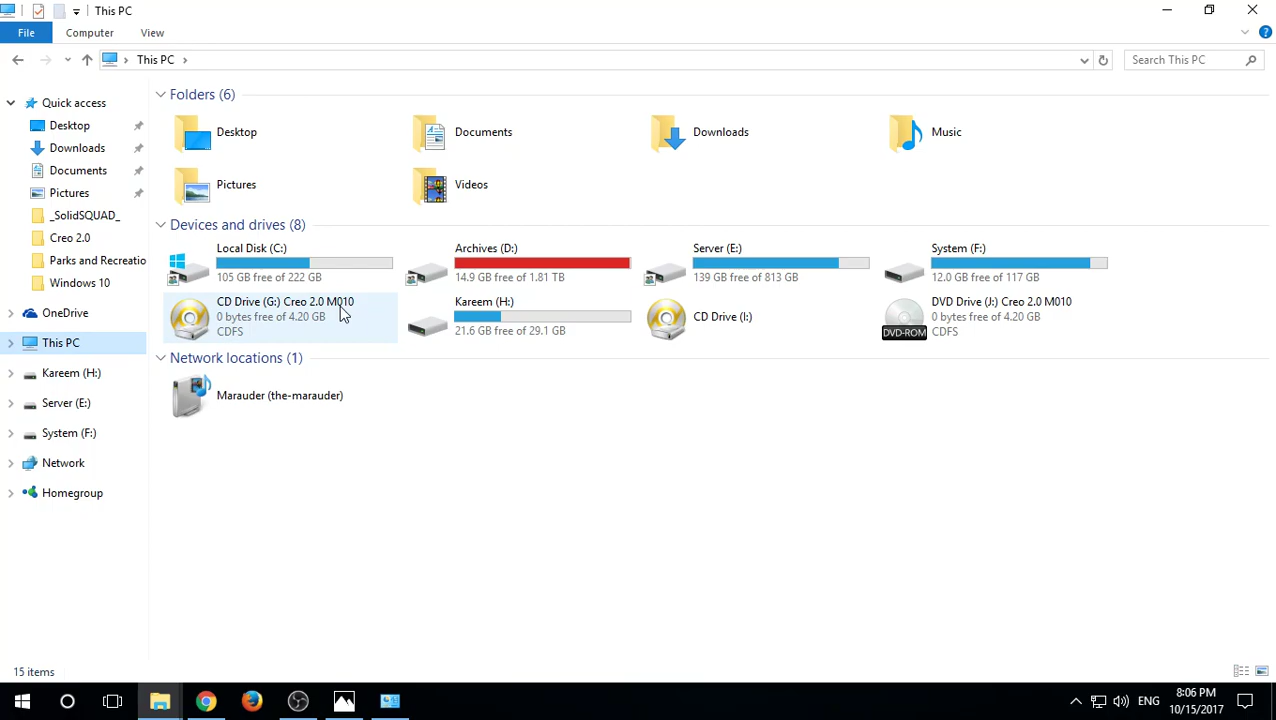 This PC
File
Computer
View
This PC
Search This PC
Quick access
Desktop
Downloads
Documents
Pictures
_SolidSQUAD_
Creo 2.0
Parks and Recreatio
Windows 10
OneDrive
This PC
Kareem (H:)
Server (E:)
System (F:)
Network
Homegroup
Folders (6)
Desktop
Documents
Downloads
Music
Pictures
Videos
Devices and drives (8)
Local Disk (C:)
105 GB free of 222 GB
Archives (D:)
14.9 GB free of 1.81 TB
Server (E:)
139 GB free of 813 GB
System (F:)
12.0 GB free of 117 GB
CD Drive (G:) Creo 2.0 M010
0 bytes free of 4.20 GB
CDFS
Kareem (H:)
21.6 GB free of 29.1 GB
CD Drive (I:)
DVD-ROM
DVD Drive (J:) Creo 2.0 M010
0 bytes free of 4.20 GB
CDFS
Network locations (1)
Marauder (the-marauder)
15 items
ENG
8:06 PM
10/15/2017